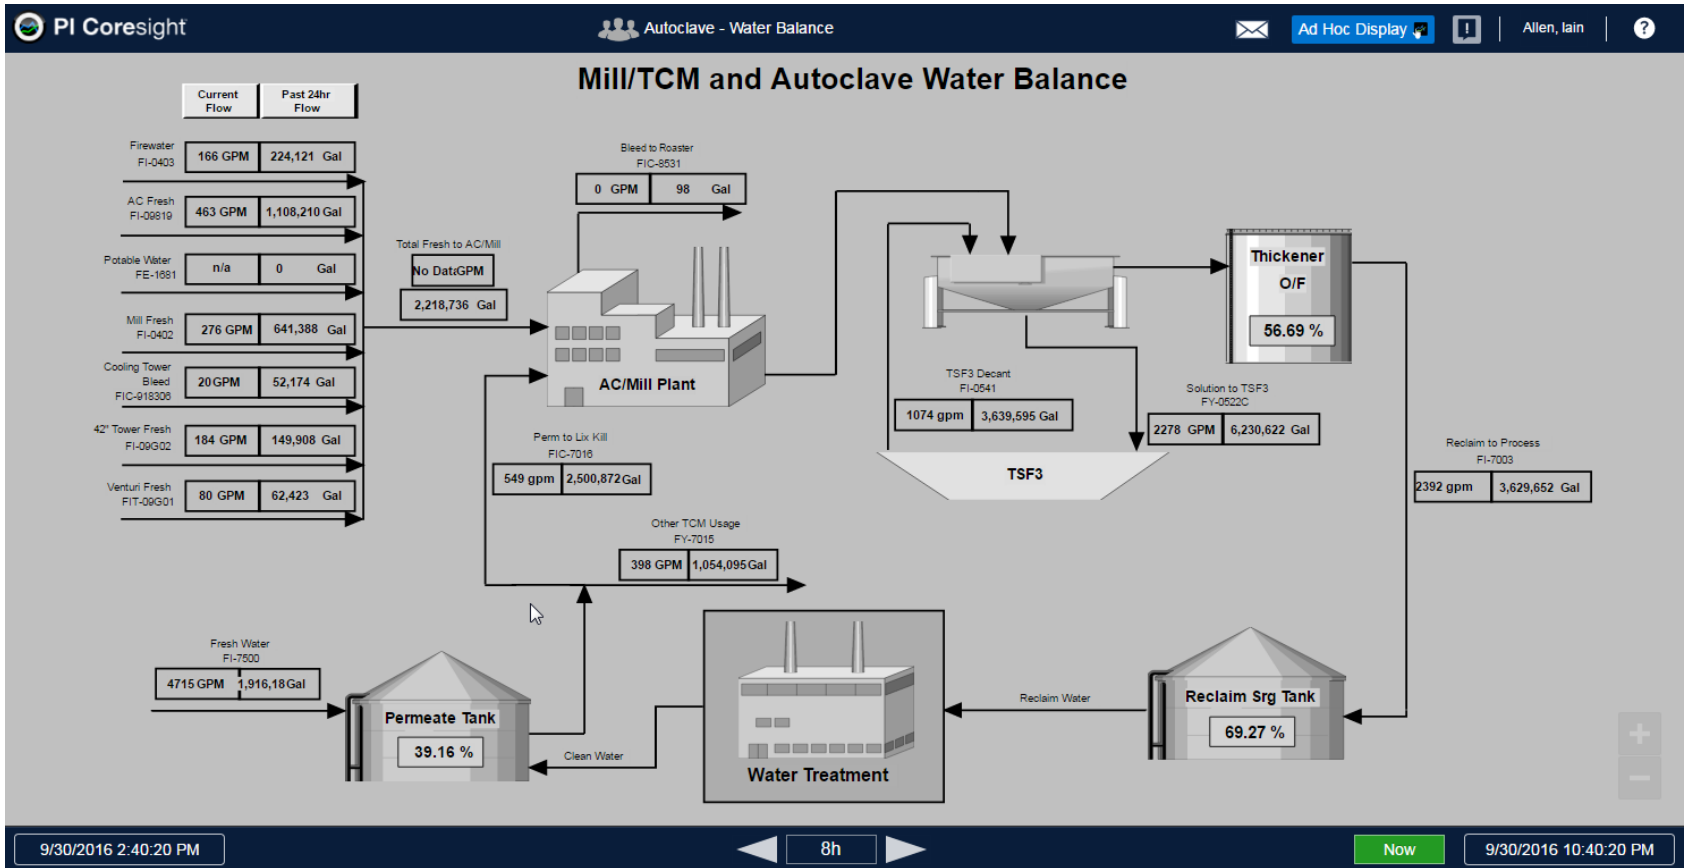 PI Coresight
Autoclave - Water Balance
Ad Hoc Display
Allen, Iain
?
Mill/TCM and Autoclave Water Balance
Current
Flow
Past 24hr
Flow
Firewater
FI-0403
166 GPM 224,121 Gal
AC Fresh
FI-09819
463 GPM 1,108,210 Gal
Potable Water
FE-1681
n/a 0 Gal
Mill Fresh
FI-0402
276 GPM 641,388 Gal
Cooling Tower
Bleed
FIC-918306
20 GPM 52,174 Gal
42" Tower Fresh
FI-09G02
184 GPM 149,908 Gal
Venturi Fresh
FIT-09G01
80 GPM 62,423 Gal
Total Fresh to AC/Mill
No Data GPM
2,218,736 Gal
Bleed to Roaster
FIC-8531
0 GPM 98 Gal
AC/Mill Plant
Perm to Lix Kill
FIC-7016
549 gpm 2,500,872 Gal
Other TCM Usage
FY-7015
398 GPM 1,054,095 Gal
TSF3 Decant
FI-0541
1074 gpm 3,639,595 Gal
TSF3
Solution to TSF3
FY-0522C
2278 GPM 6,230,622 Gal
Thickener
O/F
56.69 %
Reclaim to Process
FI-7003
2392 gpm 3,629,652 Gal
Fresh Water
FI-7500
4715 GPM 1,916,18 Gal
Permeate Tank
39.16 %
Clean Water
Water Treatment
Reclaim Water
Reclaim Srg Tank
69.27 %
+
−
9/30/2016 2:40:20 PM
8h
Now
9/30/2016 10:40:20 PM